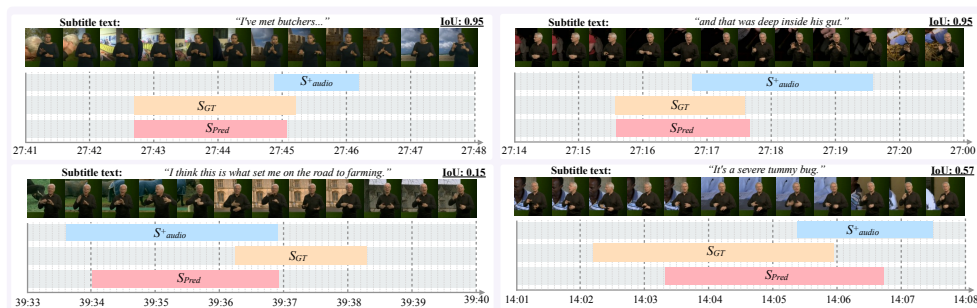 Subtitle text: "I've met butchers..." IoU: 0.95
S⁺audio
SGT
SPred
27:41 27:42 27:43 27:44 27:45 27:46 27:47 27:48
Subtitle text: "and that was deep inside his gut." IoU: 0.95
S⁺audio
SGT
SPred
27:14 27:15 27:16 27:17 27:18 27:19 27:20 27:00
Subtitle text: "I think this is what set me on the road to farming." IoU: 0.15
S⁺audio
SGT
SPred
39:33 39:34 39:35 39:36 39:37 39:38 39:39 39:40
Subtitle text: "It's a severe tummy bug." IoU: 0.57
S⁺audio
SGT
SPred
14:01 14:02 14:03 14:04 14:05 14:06 14:07 14:08